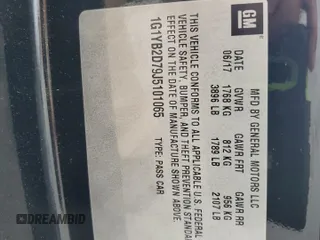 GM
MFD BY GENERAL MOTORS LLC
DATE GVWR GAWR FRT GAWR RR
06/17 1768 KG 812 KG 956 KG
3896 LB 1789 LB 2107 LB
THIS VEHICLE CONFORMS TO ALL APPLICABLE U.S. FEDERAL
VEHICLE SAFETY, BUMPER, AND THEFT PREVENTION STANDARDS IN
EFFECT ON THE DATE OF MANUFACTURE SHOWN ABOVE.
1G1YB2D79J5101065 TYPE: PASS CAR
DREAMBID